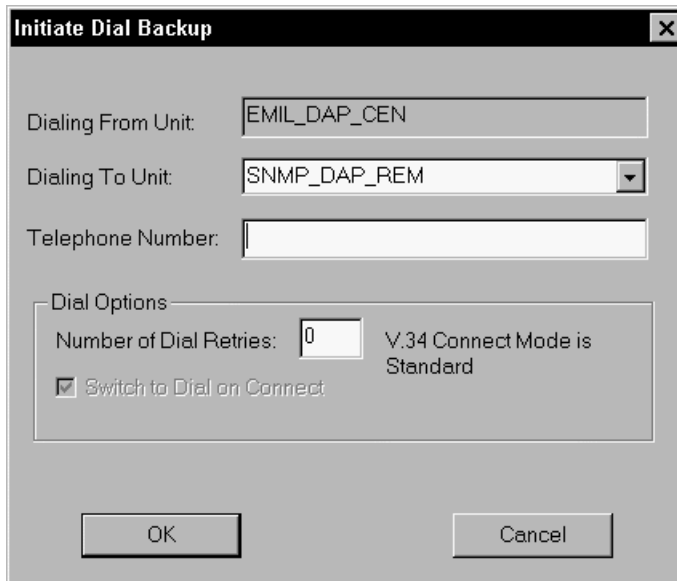 Initiate Dial Backup
Dialing From Unit: EMIL_DAP_CEN
Dialing To Unit: SNMP_DAP_REM
Telephone Number:
Dial Options
Number of Dial Retries: 0 V.34 Connect Mode is
Standard
Switch to Dial on Connect
OK Cancel